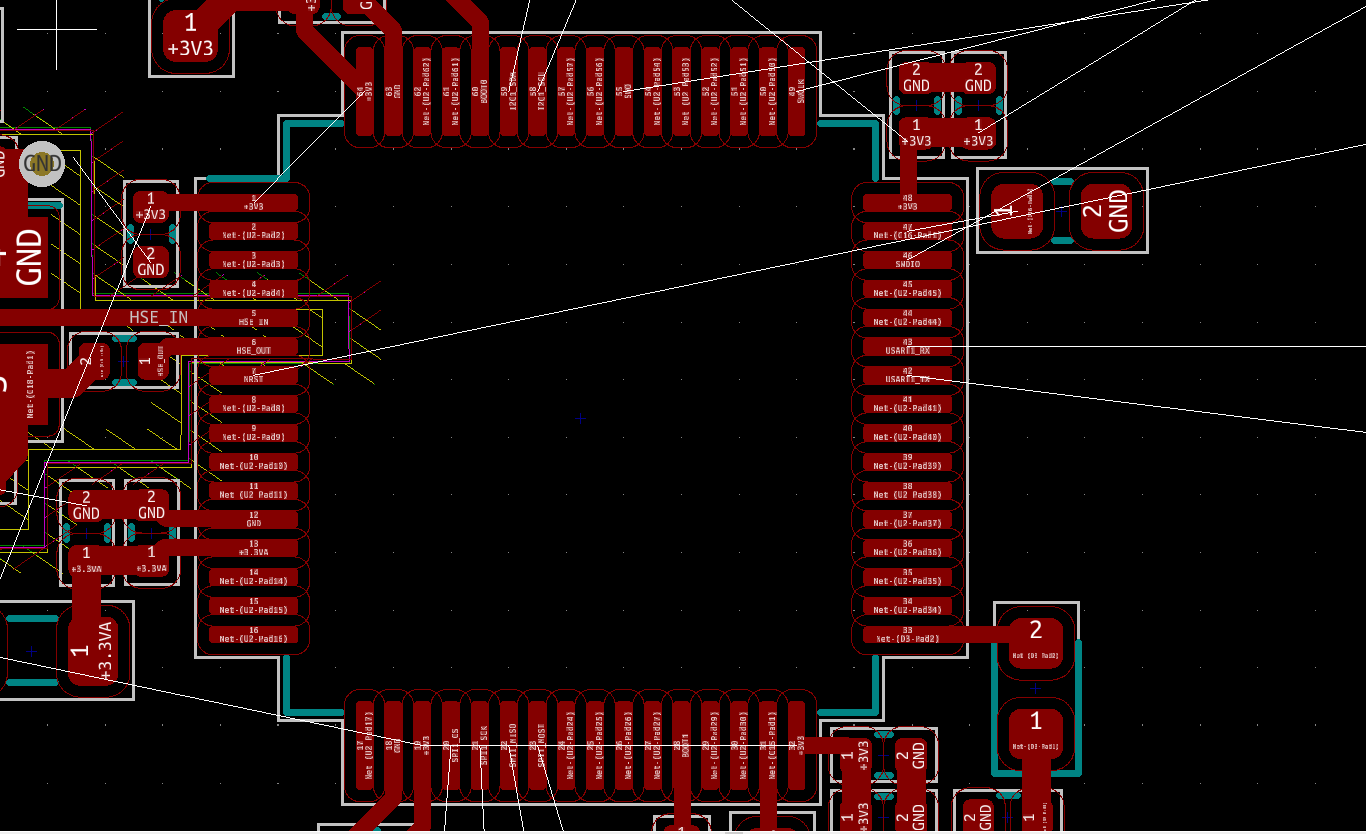 1
+3V3
64
+3V3
63
GND
62
Net-(U2-Pad62)
61
Net-(U2-Pad61)
60
BOOT0
59
58
57
Net-(U2-Pad57)
56
Net-(U2-Pad56)
55
SWO
54
Net-(U2-Pad54)
53
Net-(U2-Pad53)
52
Net-(U2-Pad52)
51
Net-(U2-Pad51)
50
Net-(U2-Pad50)
49
SWCLK
2
GND
2
GND
1
+3V3
1
+3V3
GND
GND
1
+3V3
2
GND
GND
1
+3V3
2
Net-(U2-Pad2)
3
Net-(U2-Pad3)
4
Net-(U2-Pad4)
5
HSE_IN
HSE_IN
6
HSE_OUT
7
NRST
8
Net-(U2-Pad8)
9
Net-(U2-Pad9)
10
Net-(U2-Pad10)
11
Net-(U2-Pad11)
12
GND
13
+3.3VA
14
Net-(U2-Pad14)
15
Net-(U2-Pad15)
16
Net-(U2-Pad16)
2
1
HSE_OUT
Net-(C18-Pad1)
2
GND
2
GND
1
+3.3VA
1
+3.3VA
1
+3.3VA
48
+3V3
47
Net-(C16-Pad1)
46
SWDIO
45
Net-(U2-Pad45)
44
Net-(U2-Pad44)
43
USART1_RX
42
USART1_TX
41
Net-(U2-Pad41)
40
Net-(U2-Pad40)
39
Net-(U2-Pad39)
38
Net-(U2-Pad38)
37
Net-(U2-Pad37)
36
Net-(U2-Pad36)
35
Net-(U2-Pad35)
34
Net-(U2-Pad34)
33
Net-(D3-Pad2)
1
2
GND
2
Net-(D3-Pad2)
1
Net-(D3-Pad1)
17
Net-(U2-Pad17)
18
GND
19
+3V3
20
SPI1_CS
21
SPI1_SCK
22
SPI1_MISO
23
SPI1_MOSI
24
Net-(U2-Pad24)
25
Net-(U2-Pad25)
26
Net-(U2-Pad26)
27
Net-(U2-Pad27)
28
BOOT1
29
Net-(U2-Pad29)
30
Net-(U2-Pad30)
31
Net-(C15-Pad1)
32
+3V3
1
+3V3
2
GND
1
+3V3
2
GND
2
GND
1